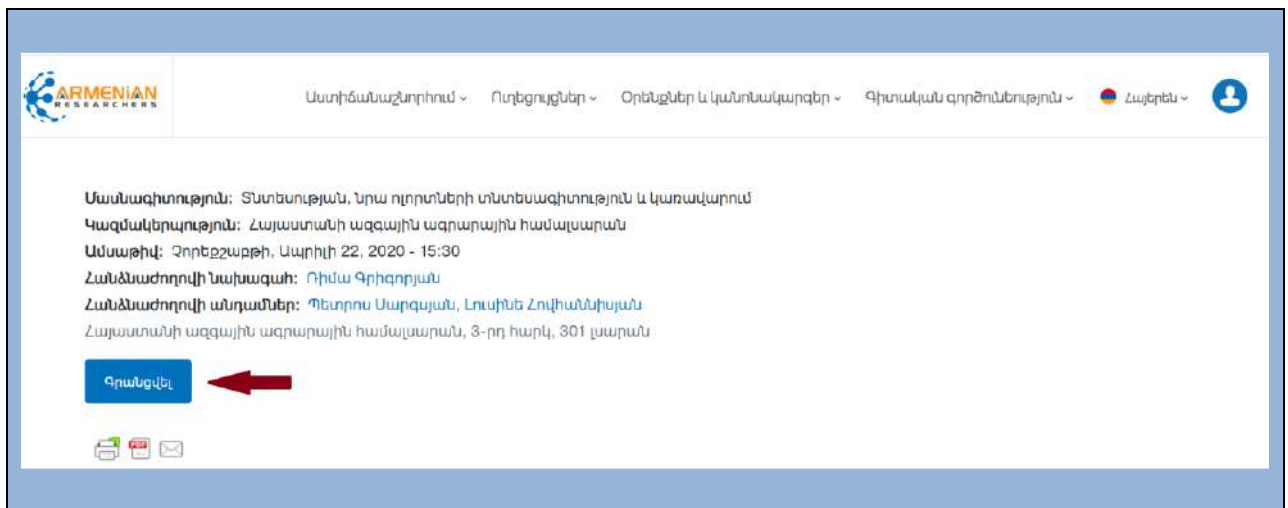 ARMENIAN
RESEARCHERS
Աստիճանաշնորհում Ուղեցույցներ Օրենքներ և կանոնակարգեր Գիտական գործունեություն Հայերեն
Մասնագիտություն: Տնտեսության, նրա ոլորտների տնտեսագիտություն և կառավարում
Կազմակերպություն: Հայաստանի ազգային ագրարային համալսարան
Ամսաթիվ: Չորեքշաբթի, Ապրիլի 22, 2020 - 15:30
Հանձնաժողովի նախագահ: Ռիմա Գրիգորյան
Հանձնաժողովի անդամներ: Պետրոս Սարգսյան, Լուսինե Հովհաննիսյան
Հայաստանի ազգային ագրարային համալսարան, 3-րդ հարկ, 301 լսարան
Գրանցվել
PDF